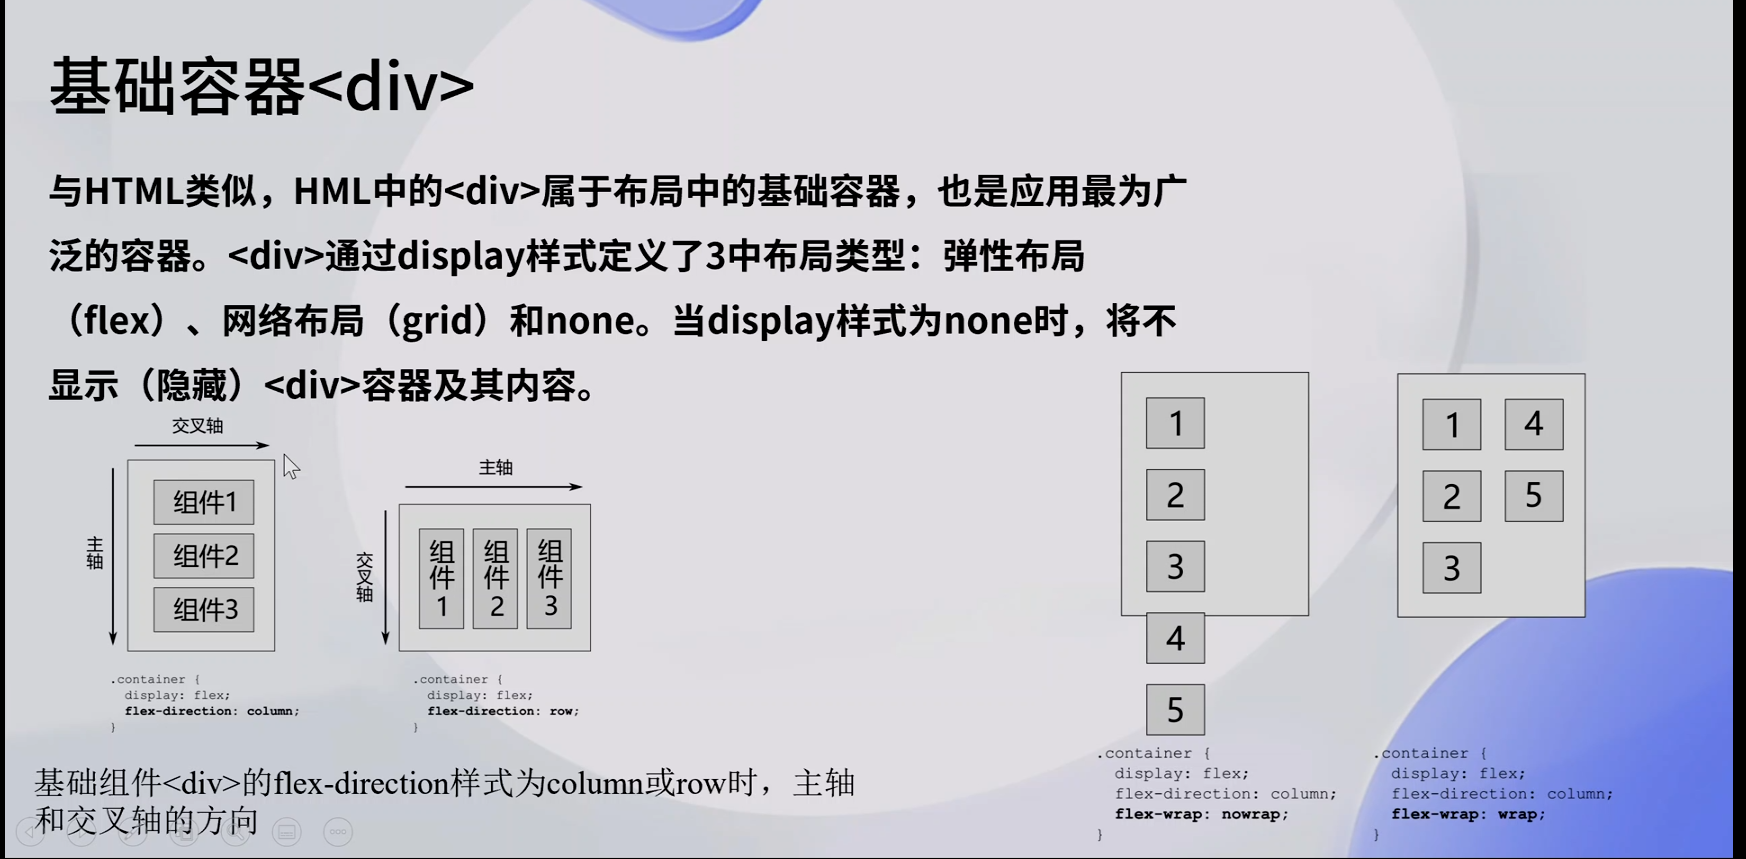 基础容器<div>
与HTML类似，HML中的<div>属于布局中的基础容器，也是应用最为广
泛的容器。<div>通过display样式定义了3中布局类型：弹性布局
（flex）、网络布局（grid）和none。当display样式为none时，将不
显示（隐藏）<div>容器及其内容。
交叉轴
主轴
组件1
组件2
组件3
.container {
display: flex;
flex-direction: column;
}
主轴
交叉轴
组件1
组件2
组件3
.container {
display: flex;
flex-direction: row;
}
基础组件<div>的flex-direction样式为column或row时，主轴
和交叉轴的方向
1
2
3
4
5
.container {
display: flex;
flex-direction: column;
flex-wrap: nowrap;
}
1 4
2 5
3
.container {
display: flex;
flex-direction: column;
flex-wrap: wrap;
}